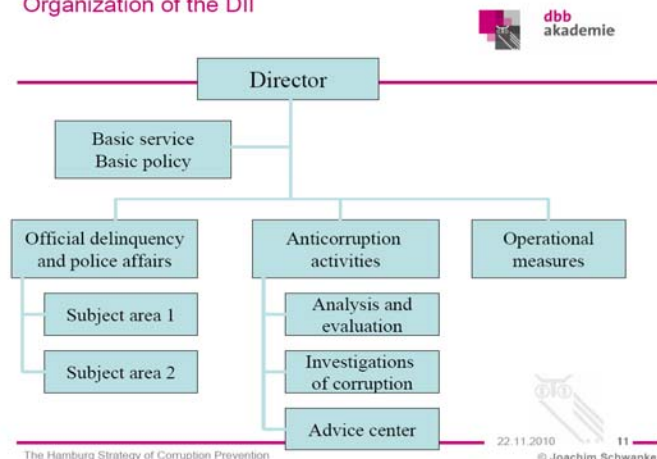 Organization of the DII
dbb
akademie
Director
Basic service
Basic policy
Official delinquency
and police affairs
Anticorruption
activities
Operational
measures
Subject area 1
Analysis and
evaluation
Subject area 2
Investigations
of corruption
Advice center
22.11.2010
11
The Hamburg Strategy of Corruption Prevention
© Joachim Schwanke